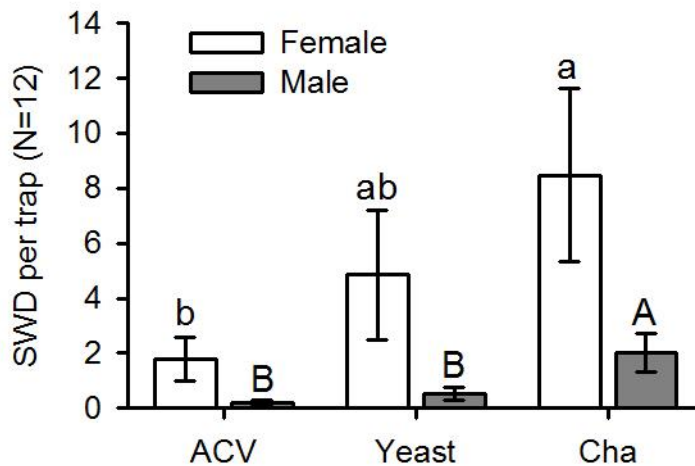 SWD per trap (N=12)
14
12
10
8
6
4
2
0
Female
Male
b
B
ab
B
a
A
ACV
Yeast
Cha